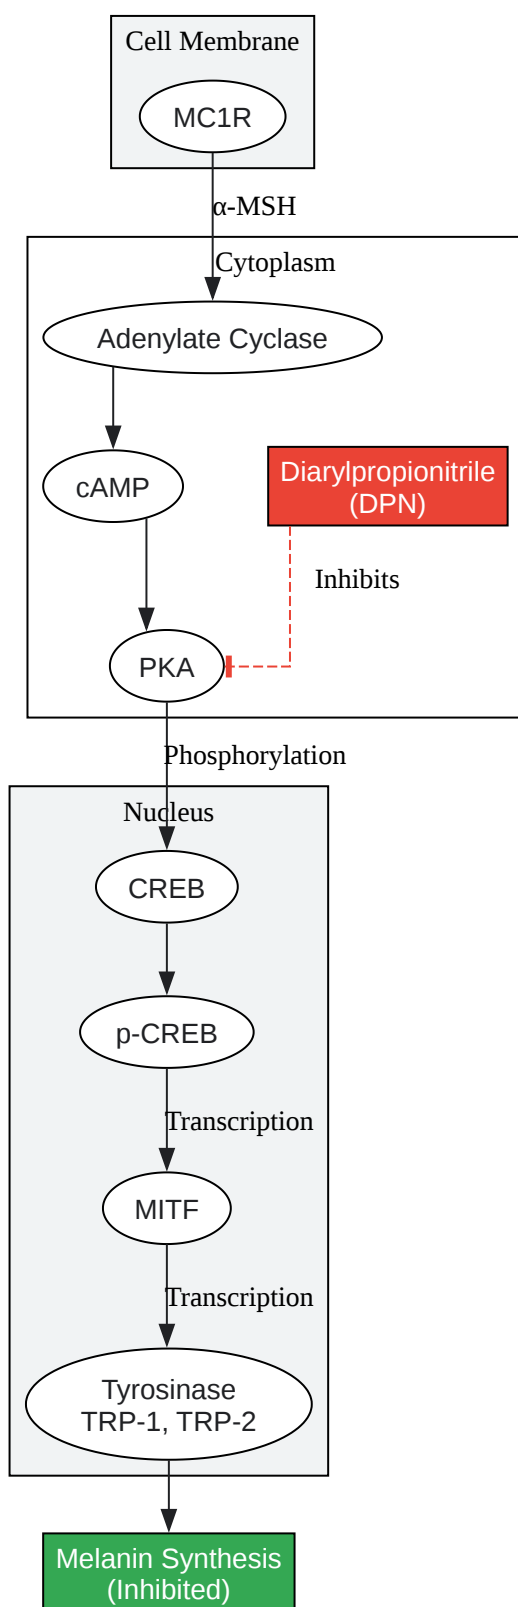 Cell Membrane
MC1R
α-MSH
Cytoplasm
Adenylate Cyclase
cAMP
Diarylpropionitrile
(DPN)
Inhibits
PKA
Phosphorylation
Nucleus
CREB
p-CREB
Transcription
MITF
Transcription
Tyrosinase
TRP-1, TRP-2
Melanin Synthesis
(Inhibited)